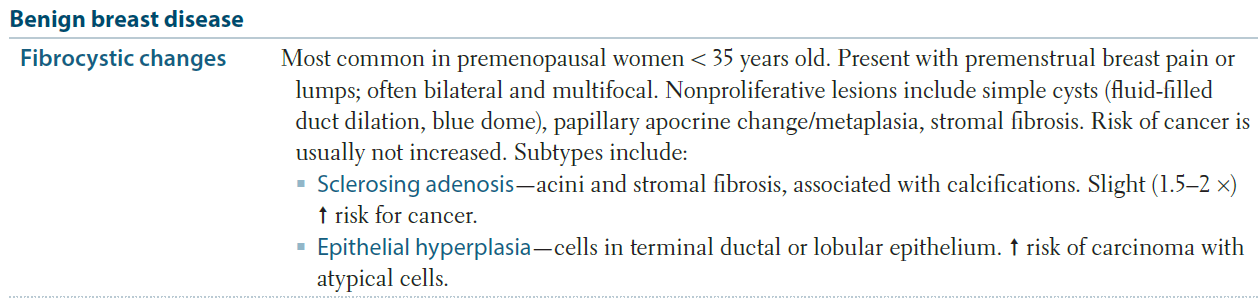 Benign breast disease
Fibrocystic changes
Most common in premenopausal women < 35 years old. Present with premenstrual breast pain or
lumps; often bilateral and multifocal. Nonproliferative lesions include simple cysts (fluid-filled
duct dilation, blue dome), papillary apocrine change/metaplasia, stromal fibrosis. Risk of cancer is
usually not increased. Subtypes include:
▪ Sclerosing adenosis—acini and stromal fibrosis, associated with calcifications. Slight (1.5–2 ×)
↑ risk for cancer.
▪ Epithelial hyperplasia—cells in terminal ductal or lobular epithelium. ↑ risk of carcinoma with
atypical cells.